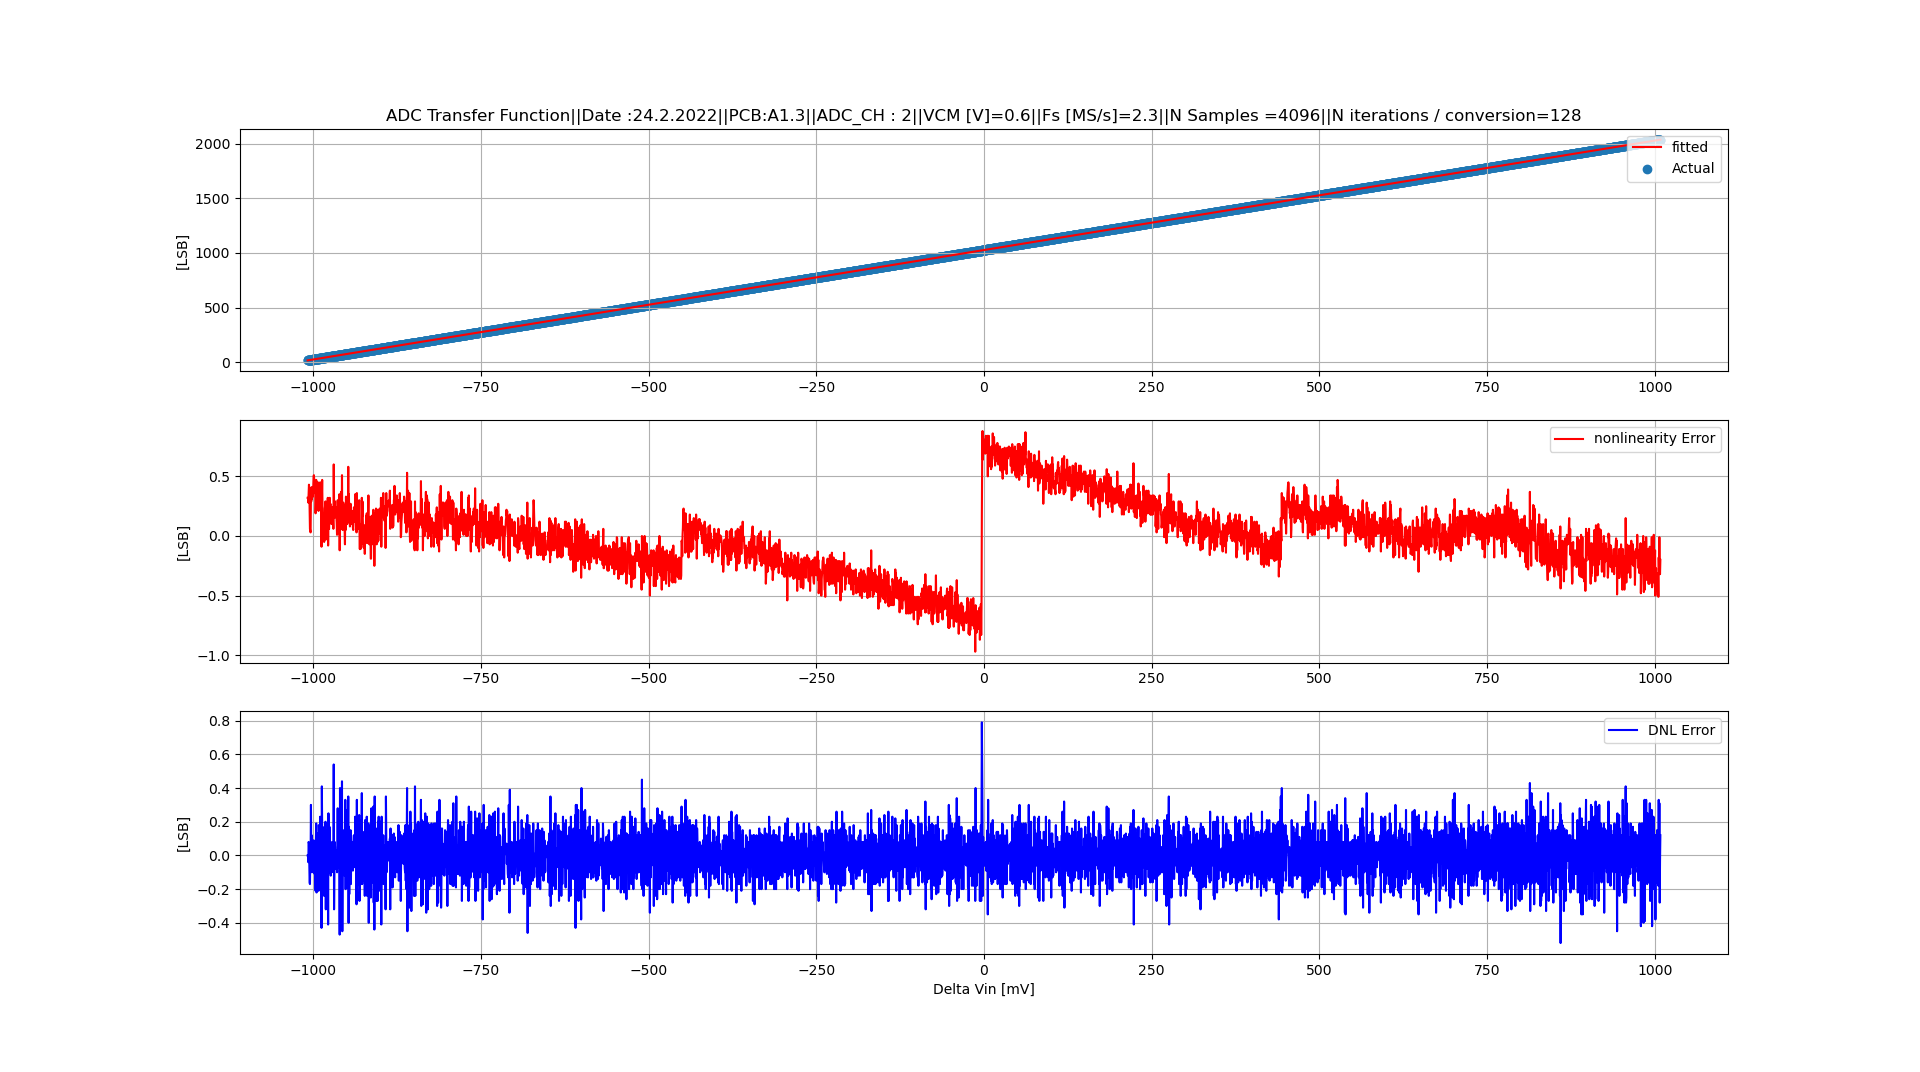 ADC Transfer Function||Date :24.2.2022||PCB:A1.3||ADC_CH : 2||VCM [V]=0.6||Fs [MS/s]=2.3||N Samples =4096||N iterations / conversion=128
2000
1500
1000
500
0
[LSB]
fitted
Actual
−1000 −750 −500 −250 0 250 500 750 1000
0.5
0.0
−0.5
−1.0
[LSB]
nonlinearity Error
−1000 −750 −500 −250 0 250 500 750 1000
0.8
0.6
0.4
0.2
0.0
−0.2
−0.4
[LSB]
DNL Error
−1000 −750 −500 −250 0 250 500 750 1000
Delta Vin [mV]